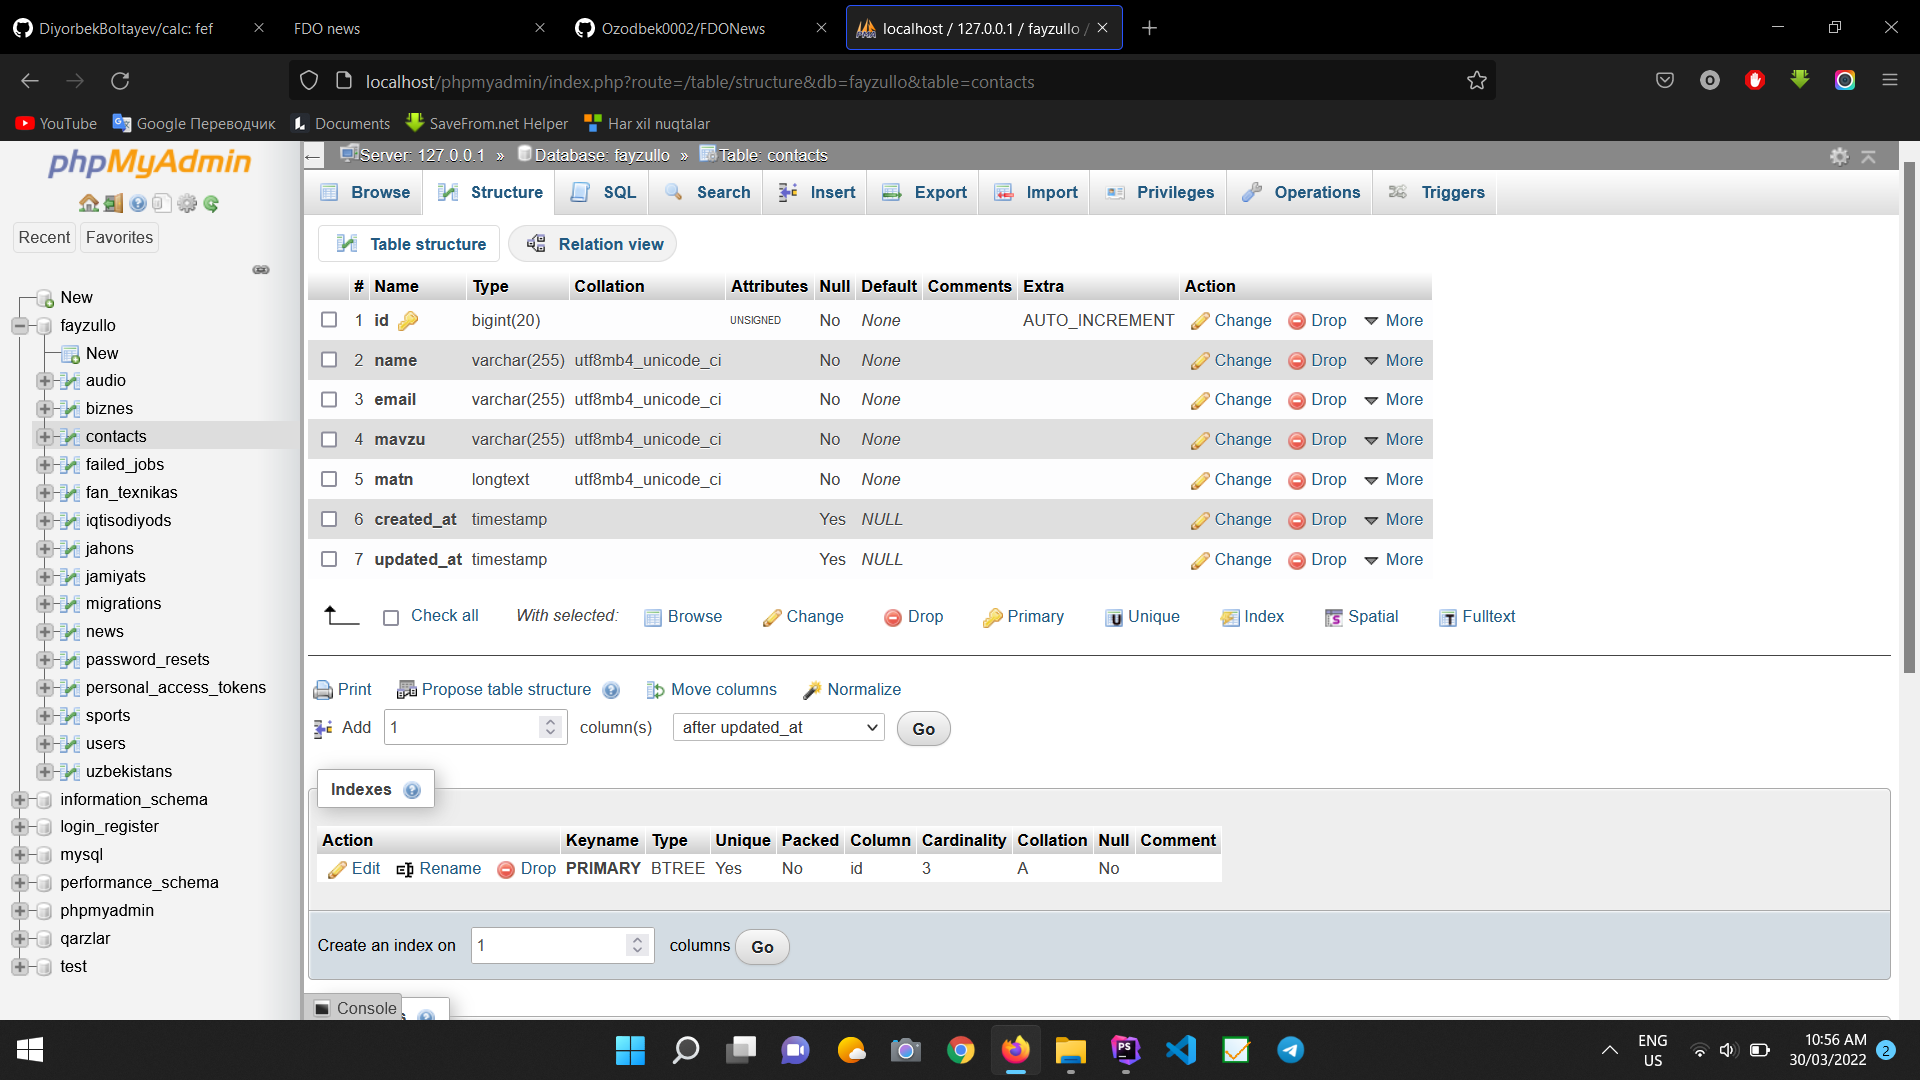 DiyorbekBoltayev/calc: fef
FDO news
Ozodbek0002/FDONews
localhost / 127.0.0.1 / fayzullo /
localhost/phpmyadmin/index.php?route=/table/structure&db=fayzullo&table=contacts
YouTube
Google Переводчик
Documents
SaveFrom.net Helper
Har xil nuqtalar
phpMyAdmin
Recent
Favorites
New
fayzullo
New
audio
biznes
contacts
failed_jobs
fan_texnikas
iqtisodiyods
jahons
jamiyats
migrations
news
password_resets
personal_access_tokens
sports
users
uzbekistans
information_schema
login_register
mysql
performance_schema
phpmyadmin
qarzlar
test
Server: 127.0.0.1 » Database: fayzullo » Table: contacts
Browse Structure SQL Search Insert Export Import Privileges Operations Triggers
Table structure Relation view
# Name Type Collation Attributes Null Default Comments Extra Action
1 id bigint(20) UNSIGNED No None AUTO_INCREMENT Change Drop More
2 name varchar(255) utf8mb4_unicode_ci No None Change Drop More
3 email varchar(255) utf8mb4_unicode_ci No None Change Drop More
4 mavzu varchar(255) utf8mb4_unicode_ci No None Change Drop More
5 matn longtext utf8mb4_unicode_ci No None Change Drop More
6 created_at timestamp Yes NULL Change Drop More
7 updated_at timestamp Yes NULL Change Drop More
Check all With selected: Browse Change Drop Primary Unique Index Spatial Fulltext
Print Propose table structure Move columns Normalize
Add 1 column(s) after updated_at Go
Indexes
Action Keyname Type Unique Packed Column Cardinality Collation Null Comment
Edit Rename Drop PRIMARY BTREE Yes No id 3 A No
Create an index on 1 columns Go
Console
ENG
US
10:56 AM
30/03/2022
2